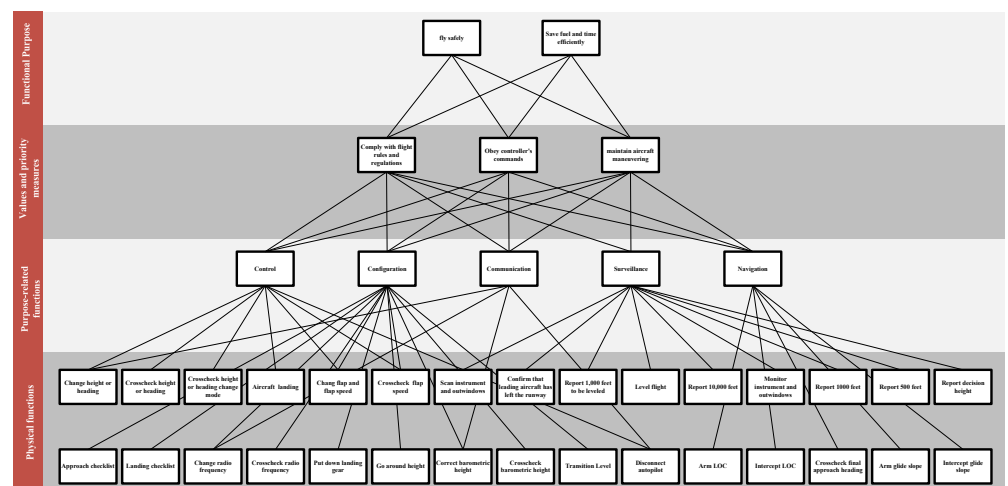 Functional Purpose
fly safely
Save fuel and time
efficiently
Values and priority
measures
Comply with flight
rules and
regulations
Obey controller's
commands
maintain aircraft
maneuvering
Purpose-related
functions
Control
Configuration
Communication
Surveillance
Navigation
Physical functions
Change height or
heading
Crosscheck height
or heading
Crosscheck height
or heading change
mode
Aircraft landing
Chang flap and
flap speed
Crosscheck flap
speed
Scan instrument
and outwindows
Confirm that
leading aircraft has
left the runway
Report 1,000 feet
to be leveled
Level flight
Report 10,000 feet
Monitor
instrument and
outwindows
Report 1000 feet
Report 500 feet
Report decision
height
Approach checklist
Landing checklist
Change radio
frequency
Crosscheck radio
frequency
Put down landing
gear
Go around height
Correct barometric
height
Crosscheck
barometric height
Transition Level
Disconnect
autopilot
Arm LOC
Intercept LOC
Crosscheck final
approach heading
Arm glide slope
Intercept glide
slope